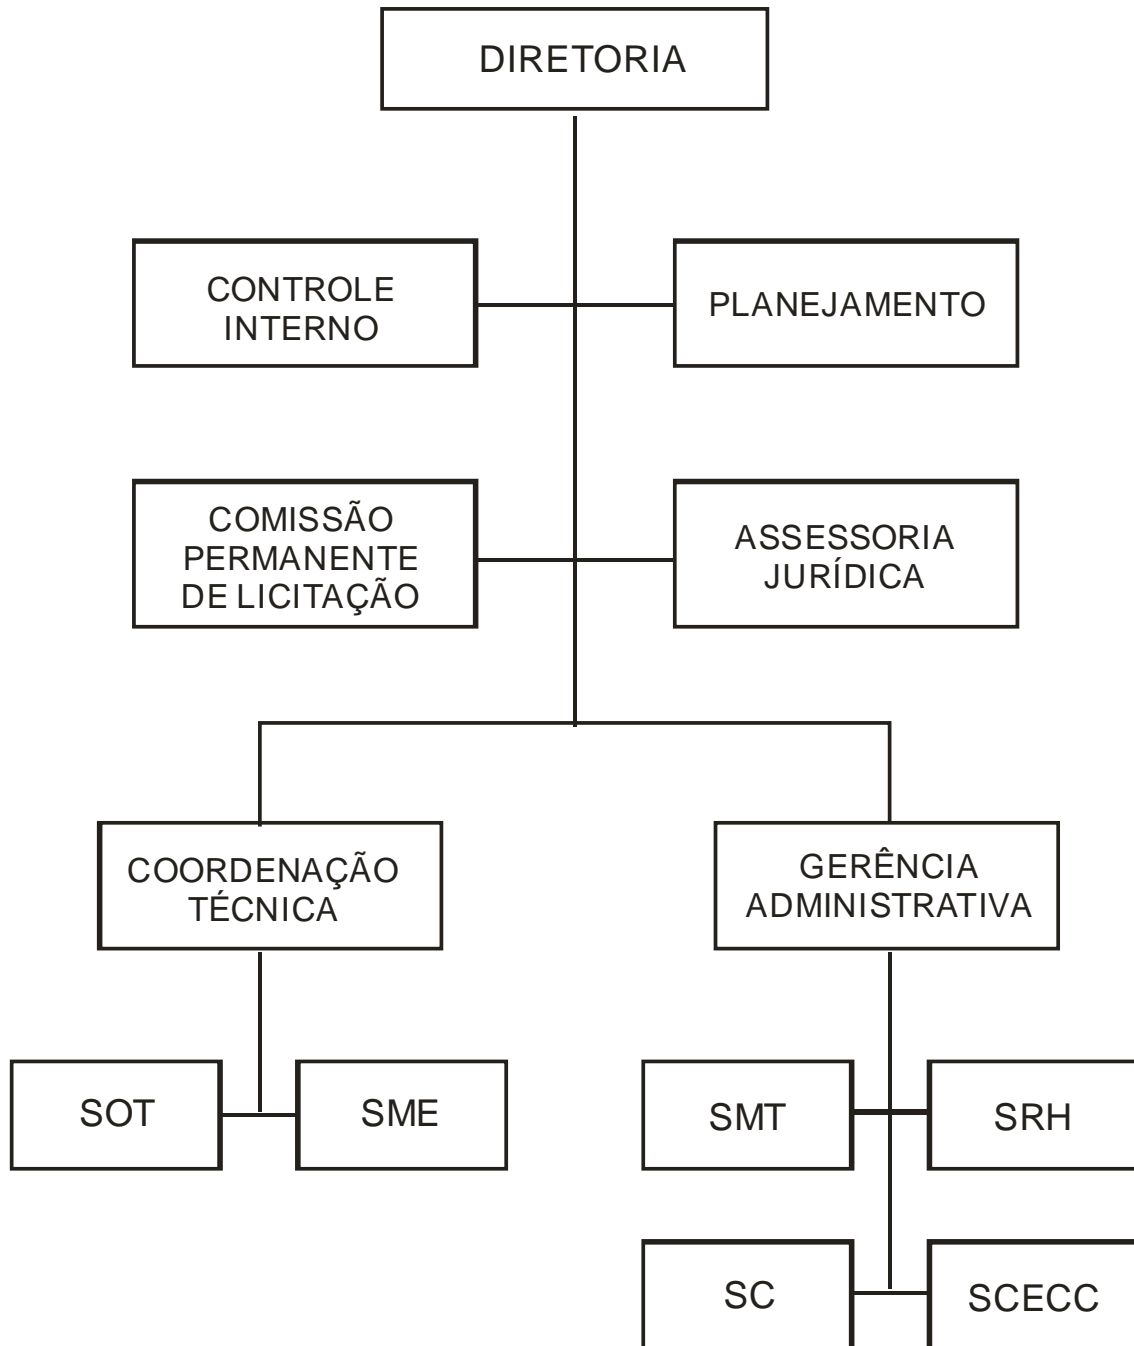 DIRETORIA
CONTROLE
INTERNO
PLANEJAMENTO
COMISSÃO
PERMANENTE
DE LICITAÇÃO
ASSESSORIA
JURÍDICA
COORDENAÇÃO
TÉCNICA
GERÊNCIA
ADMINISTRATIVA
SOT
SME
SMT
SRH
SC
SCECC